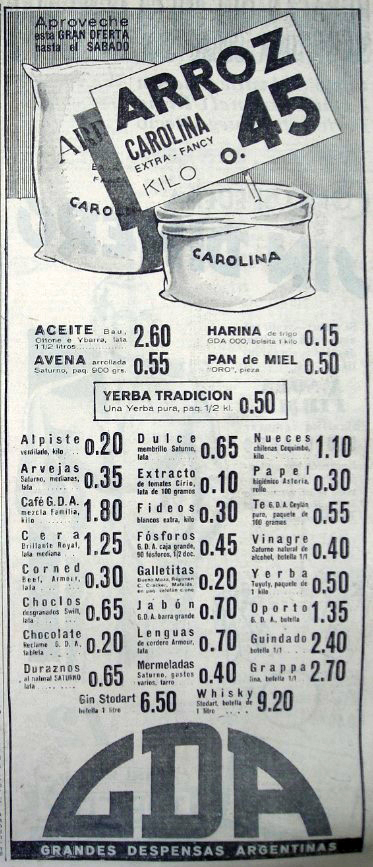 Aproveche
esta GRAN OFERTA
hasta el SABADO
ARROZ
CAROLINA
EXTRA - FANCY
KILO 0.45
CAROLINA
ACEITE Bau,
Ottone e Ybarra, lata
1 1/2 litros 2.60
HARINA de trigo
GDA 000, bolsita 1 kilo 0.15
AVENA arrollada
Saturno, paq. 900 grs. 0.55
PAN de MIEL
"ORO", pieza 0.50
YERBA TRADICION
Una Yerba pura, paq. 1/2 kl. 0.50
Alpiste
ventilado, kilo 0.20
Arvejas
Saturno, medianas,
lata 0.35
Café G.D.A.
mezcla Familia,
kilo 1.80
Cera
Brillante Royal,
lata mediana 1.25
Corned
Beef, Armour,
lata 0.30
Choclos
desgranados Swift,
lata 0.65
Chocolate
Reclame G.D.A.
tableta 0.20
Duraznos
al natural SATURNO
lata 0.65
Dulce
membrillo Saturno,
lata 0.65
Extracto
de tomates Cirio,
lata de 100 gramos 0.10
Fideos
blancos extra, kilo 0.30
Fósforos
G.D.A. caja grande,
90 fósforos, 1/2 doc. 0.45
Galletitas
0.20
Jabón
G.D.A. barra grande 0.70
Lenguas
de cordero Armour,
lata 0.70
Mermeladas
Saturno, gustos
varios, tarro 0.40
Nueces
chilenas Coquimbo,
kilo 1.10
Papel
higiénico Astoria,
rollo 0.30
Te G.D.A. Ceylán
puro, paquete de
100 gramos 0.55
Vinagre
Saturno natural de
alcohol, botella 1/1 0.40
Yerba
Tuyuty, paquete de
1 kilo 0.50
Oporto
G.D.A., botella 1.35
Guindado
botella 1/1 2.40
Grappa
lina, botella 1/1 2.70
Gin Stodart
botella 1 litro 6.50
Whisky
Stodart, botella de
1 litro 9.20
GDA
GRANDES DESPENSAS ARGENTINAS